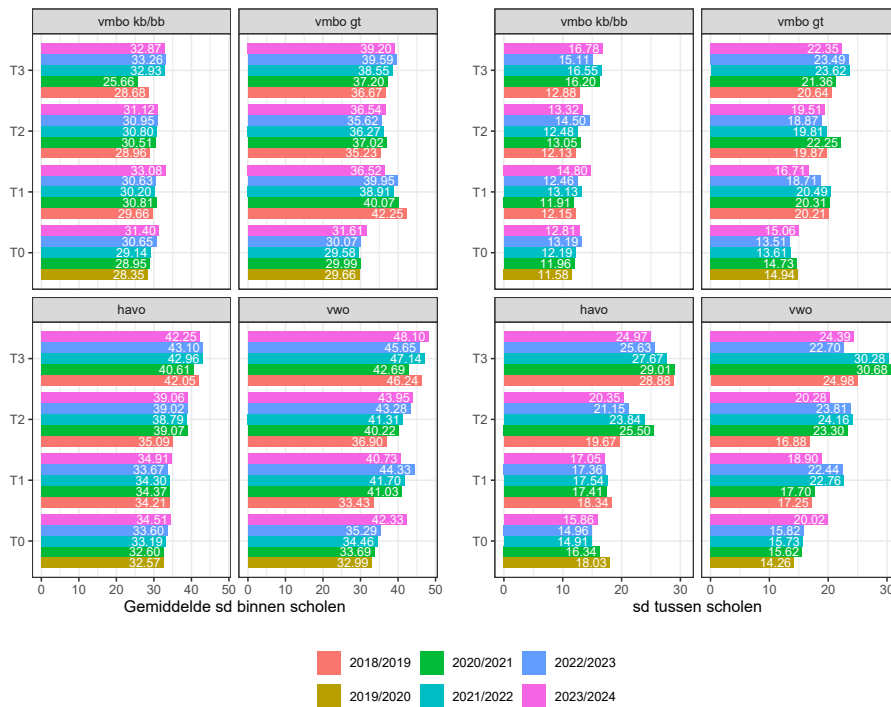 vmbo kb/bb vmbo gt vmbo kb/bb vmbo gt
32.87 39.20 16.78 22.35
33.26 39.59 15.11 23.49
T3 32.93 38.55 T3 16.55 23.62
25.66 37.20 16.20 21.36
28.68 36.67 12.88 20.64
31.12 36.54 13.32 19.51
30.95 35.62 14.50 18.87
T2 30.80 36.27 T2 12.48 19.81
30.51 37.02 13.05 22.25
28.96 35.23 12.13 19.87
33.08 36.52 14.80 16.71
30.63 39.95 12.46 18.71
T1 30.20 38.91 T1 13.13 20.49
30.81 40.07 11.91 20.31
29.66 42.25 12.15 20.21
31.40 31.61 12.81 15.06
30.65 30.07 13.19 13.51
T0 29.14 29.58 T0 12.19 13.61
28.95 29.99 11.96 14.73
28.35 29.66 11.58 14.94
havo vwo havo vwo
42.25 48.10 24.97 24.39
43.10 45.65 25.63 22.70
T3 42.96 47.14 T3 27.67 30.28
40.61 42.69 29.01 30.68
42.05 46.24 28.88 24.98
39.06 43.95 20.35 20.28
39.02 43.28 21.15 23.81
T2 38.79 41.31 T2 23.84 24.16
39.07 40.22 25.50 23.30
35.09 36.90 19.67 16.88
34.91 40.73 17.05 18.90
33.67 44.33 17.36 22.44
T1 34.30 41.70 T1 17.54 22.76
34.37 41.03 17.41 17.70
34.21 33.43 18.34 17.25
34.51 42.33 15.86 20.02
33.60 35.29 14.96 15.82
T0 33.19 34.46 T0 14.91 15.73
32.60 33.69 16.34 15.62
32.57 32.99 18.03 14.26
0 10 20 30 40 50 0 10 20 30 40 50 0 10 20 30 0 10 20 30
Gemiddelde sd binnen scholen sd tussen scholen
2018/2019 2020/2021 2022/2023
2019/2020 2021/2022 2023/2024